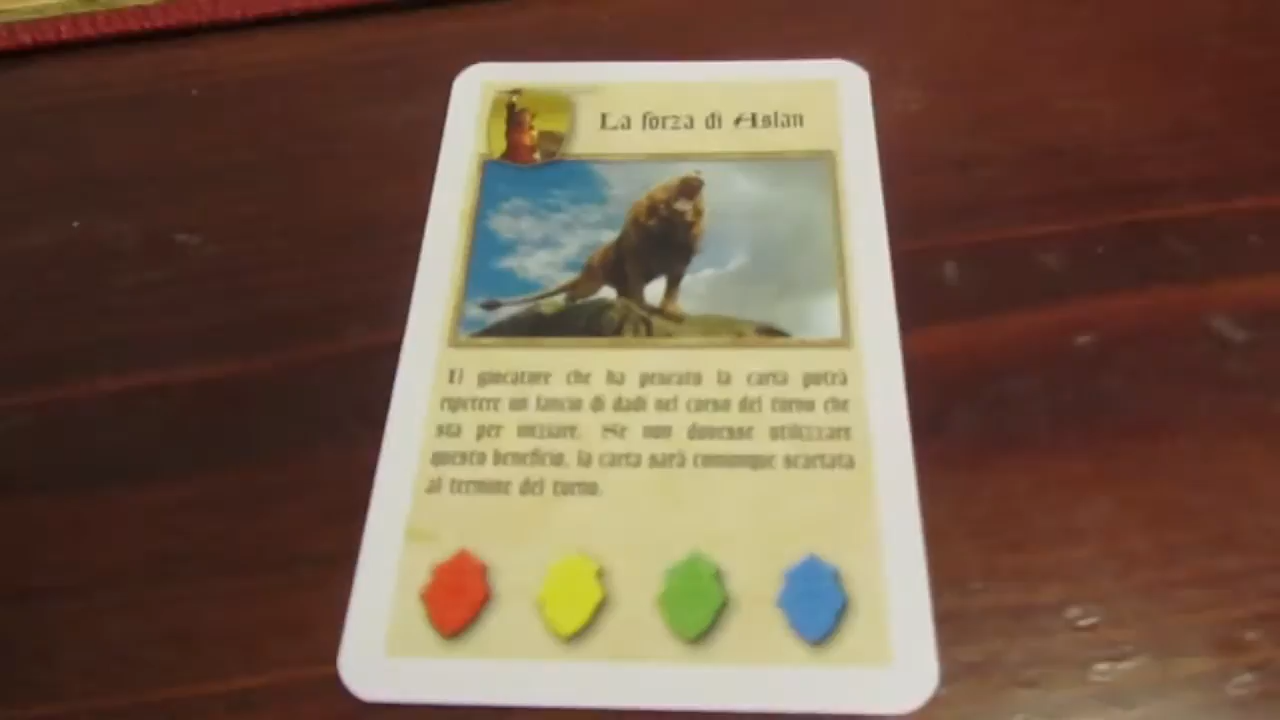 La forza di Aslan
Il giocatore che ha pescato la carta potrà
ripetere un lancio di dadi nel corso del turno che
sta per iniziare. Se non dovesse utilizzare
questo beneficio, la carta sarà comunque scartata
al termine del turno.